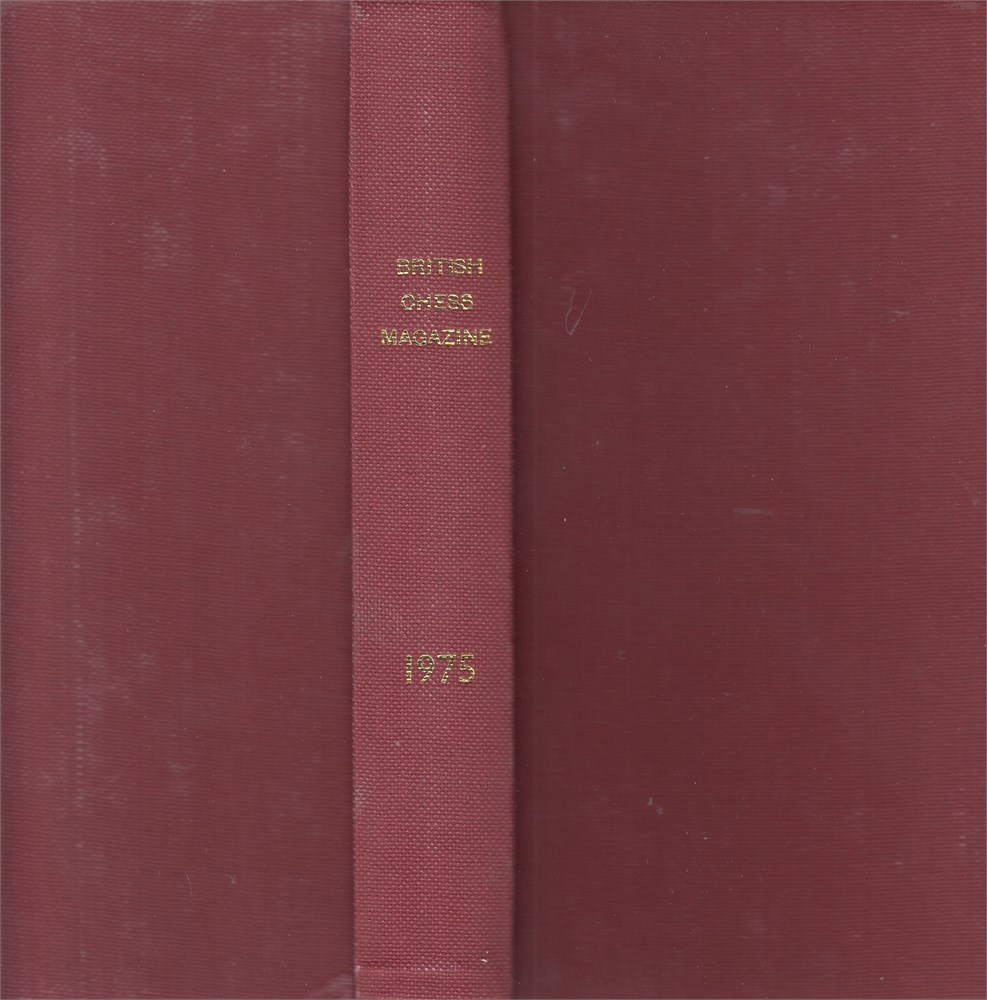 BRITISH
CHESS
MAGAZINE
1975